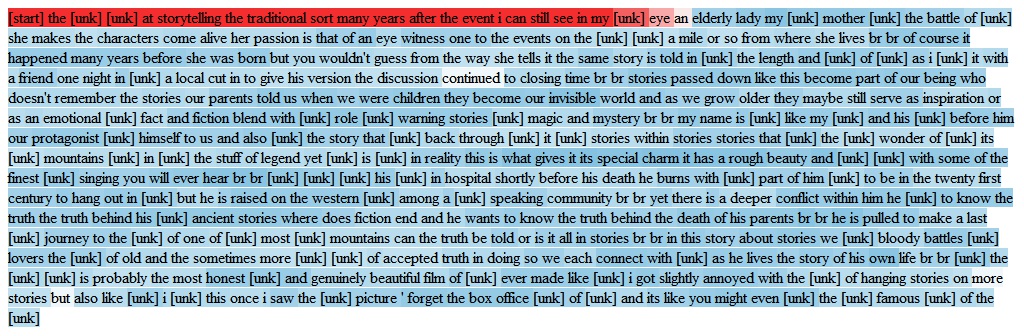 [start] the [unk] [unk] at storytelling the traditional sort many years after the event i can still see in my [unk] eye an elderly lady my [unk] mother the battle of [unk]
she makes the characters come alive her passion is that of an eye witness one to the events on the [unk] [unk] a mile or so from where she lives br br of course it
happened many years before she was born but you wouldn't guess from the way she tells it the same story is told in [unk] the length and [unk] of [unk] as i [unk] it with
a friend one night in [unk] a local cut in to give his version the discussion continued to closing time br br stories passed down like this become part of our being who
doesn't remember the stories our parents told us when we were children they become our invisible world and as we grow older they maybe still serve as inspiration or
as an emotional [unk] fact and fiction blend with [unk] role [unk] warning stories [unk] magic and mystery br br my name is [unk] like my [unk] and his [unk] before him
our protagonist [unk] himself to us and also [unk] the story that [unk] back through [unk] it [unk] stories within stories stories that [unk] the [unk] wonder of [unk] its
[unk] mountains [unk] in [unk] the stuff of legend yet [unk] is [unk] in reality this is what gives it its special charm it has a rough beauty and [unk] [unk] with some of the
finest [unk] singing you will ever hear br br [unk] [unk] [unk] his [unk] in hospital shortly before his death he burns with [unk] part of him [unk] to be in the twenty first
century to hang out in [unk] but he is raised on the western [unk] among a [unk] speaking community br br yet there is a deeper conflict within him he [unk] to know the
truth the truth behind his [unk] ancient stories where does fiction end and he wants to know the truth behind the death of his parents br br he is pulled to make a last
[unk] journey to the [unk] of one of [unk] most [unk] mountains can the truth be told or is it all in stories br br in this story about stories we [unk] bloody battles [unk]
lovers the [unk] of old and the sometimes more [unk] of accepted truth in doing so we each connect with [unk] as he lives the story of his own life br br [unk] the
[unk] [unk] is probably the most honest [unk] and genuinely beautiful film of [unk] ever made like [unk] i got slightly annoyed with the [unk] of hanging stories on more
stories but also like [unk] i [unk] this once i saw the [unk] picture ' forget the box office [unk] of [unk] and its like you might even [unk] the [unk] famous [unk] of the
[unk]